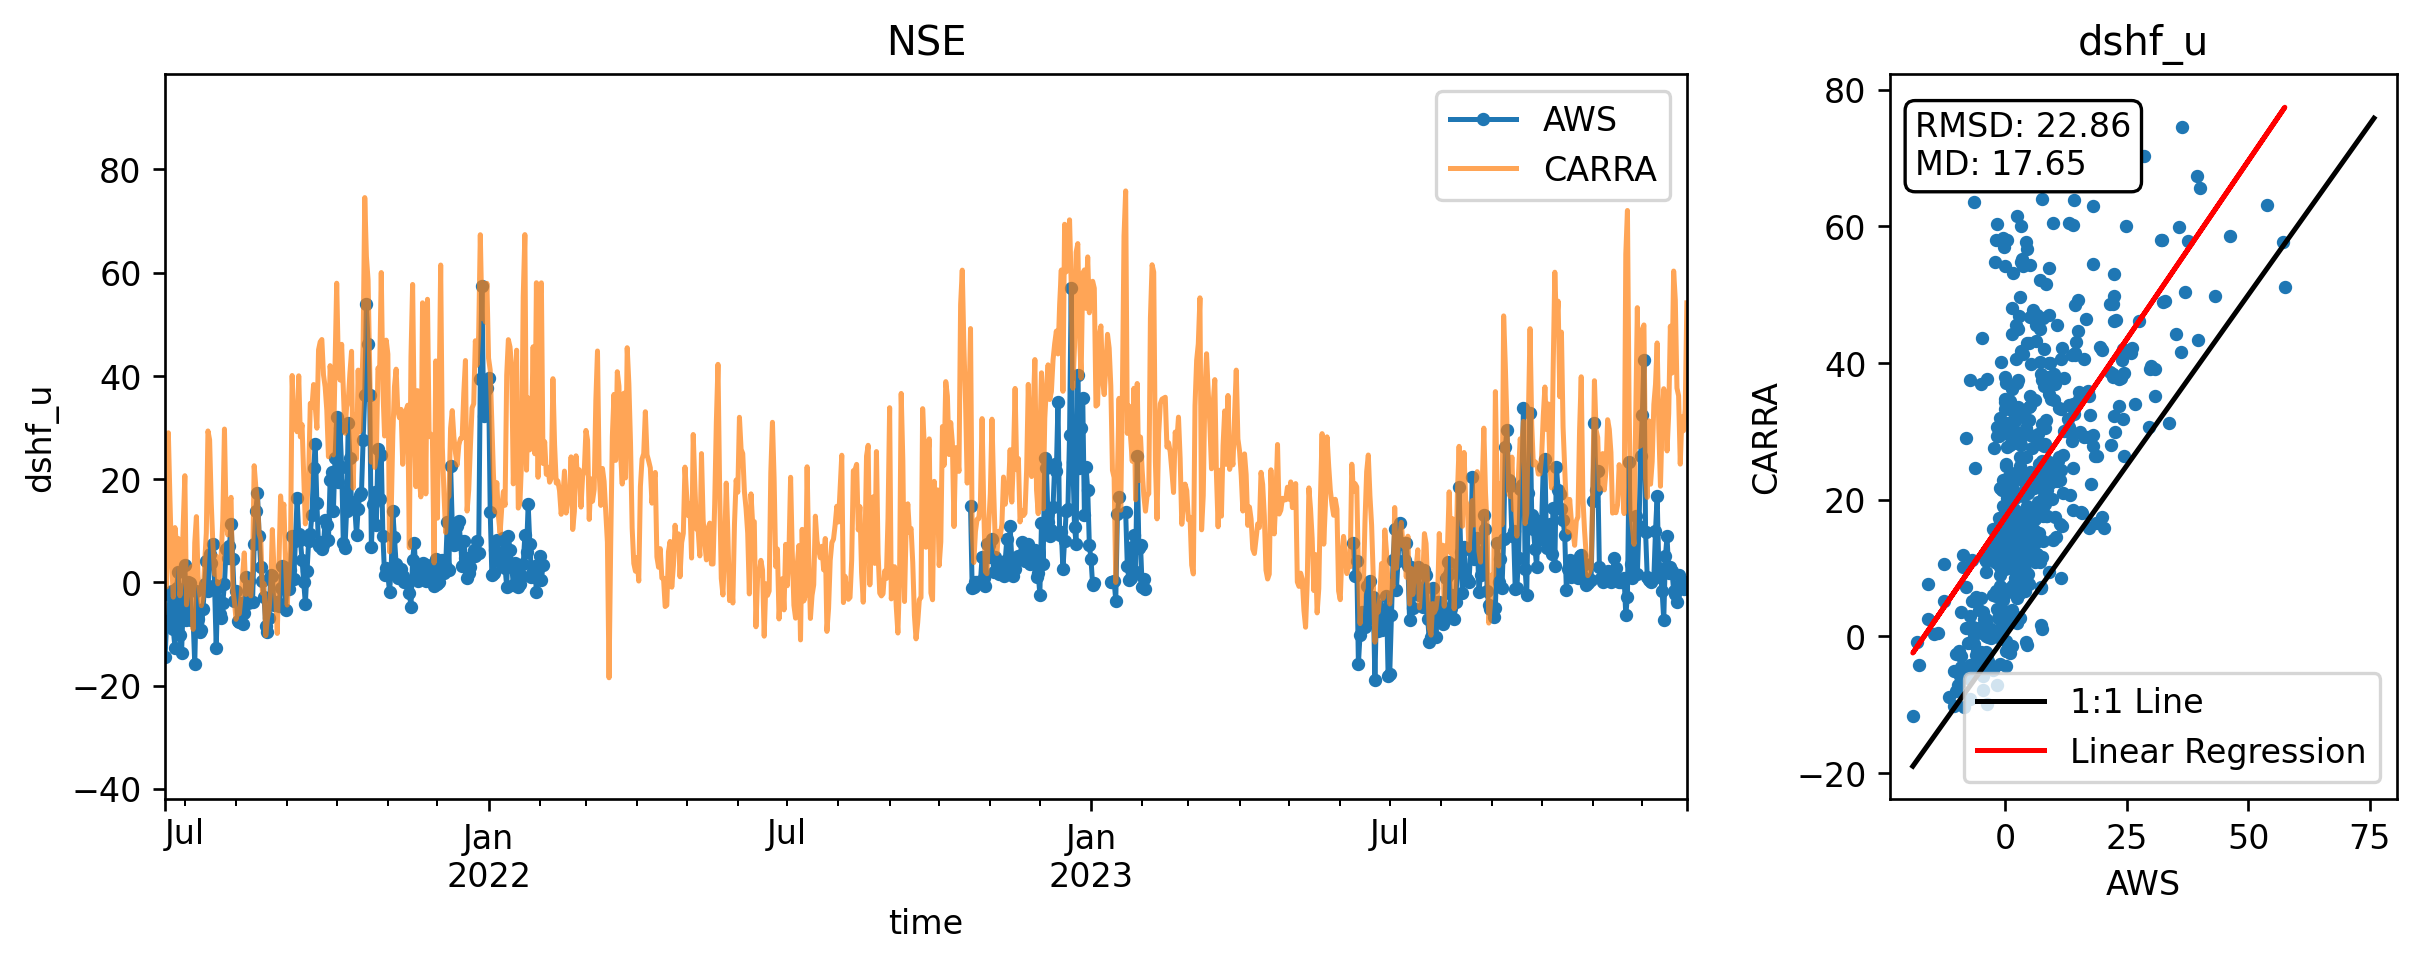 NSE
dshf_u
80
60
40
20
0
−20
−40
Jul
Jan
2022
Jul
Jan
2023
Jul
time
AWS
CARRA
dshf_u
RMSD: 22.86
MD: 17.65
CARRA
80
60
40
20
0
−20
0
25
50
75
AWS
1:1 Line
Linear Regression